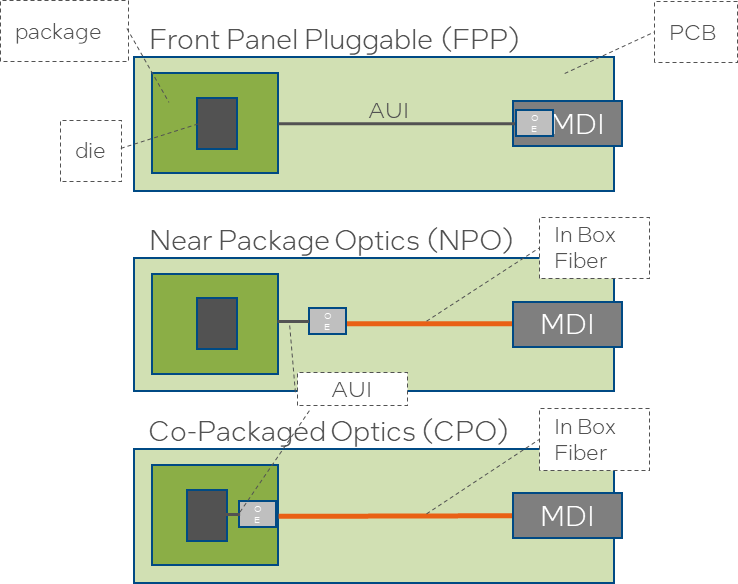 package
PCB
Front Panel Pluggable (FPP)
AUI
O
E
MDI
die
Near Package Optics (NPO)
In Box
Fiber
O
E
MDI
AUI
Co-Packaged Optics (CPO)
In Box
Fiber
O
E
MDI